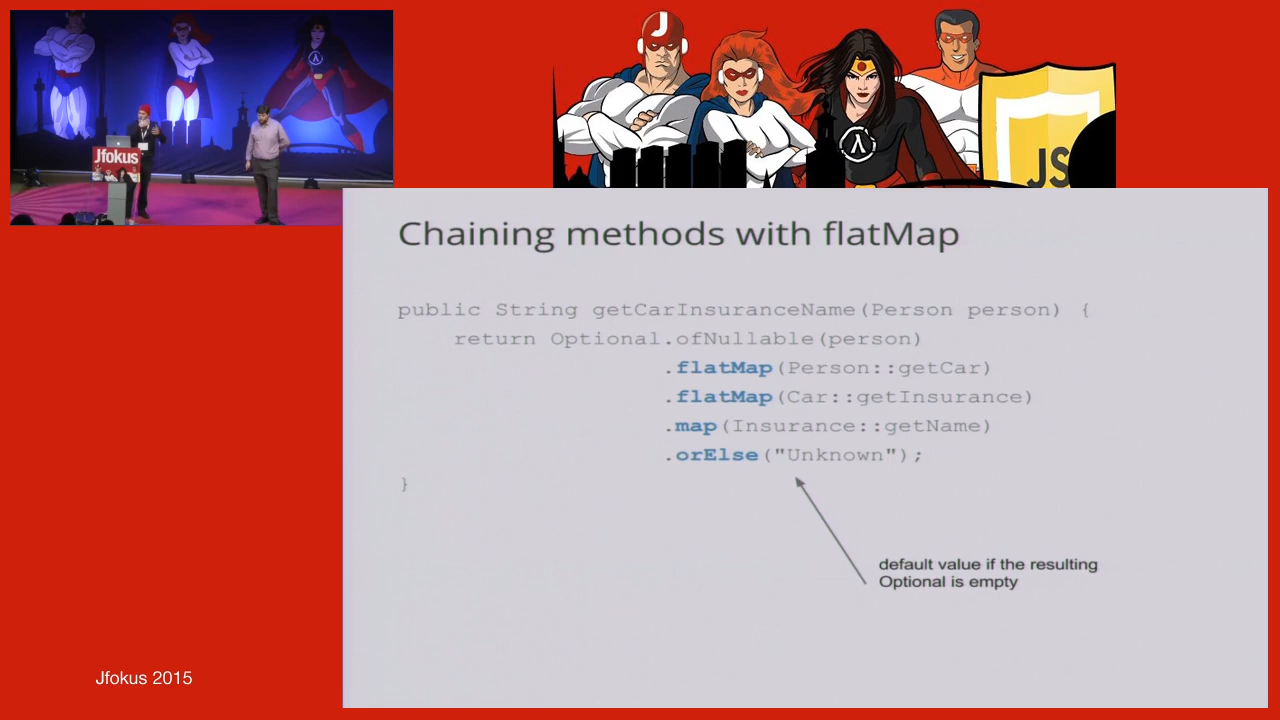 Jfokus
J
λ
JS
Chaining methods with flatMap
public String getCarInsuranceName(Person person) {
return Optional.ofNullable(person)
.flatMap(Person::getCar)
.flatMap(Car::getInsurance)
.map(Insurance::getName)
.orElse("Unknown");
}
default value if the resulting
Optional is empty
Jfokus 2015